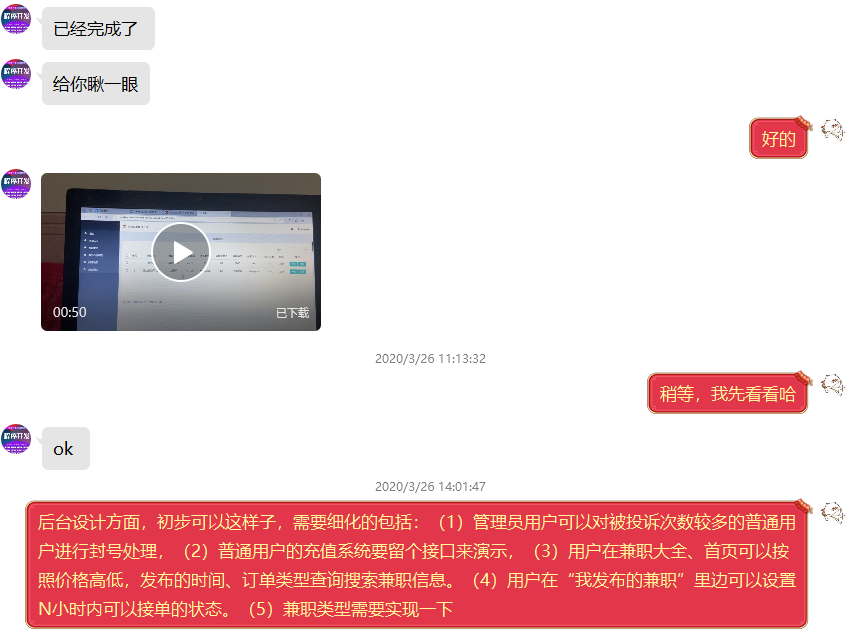 已经完成了
给你瞅一眼
好的
00:50
已下载
2020/3/26 11:13:32
稍等，我先看看哈
ok
2020/3/26 14:01:47
后台设计方面，初步可以这样子，需要细化的包括：（1）管理员用户可以对被投诉次数较多的普通用
户进行封号处理，（2）普通用户的充值系统要留个接口来演示，（3）用户在兼职大全、首页可以按
照价格高低，发布的时间、订单类型查询搜索兼职信息。（4）用户在“我发布的兼职”里边可以设置
N小时内可以接单的状态。（5）兼职类型需要实现一下